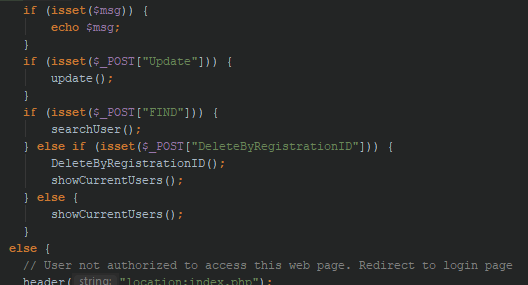 if (isset($msg)) {
echo $msg;
}
if (isset($_POST["Update"])) {
update();
}
if (isset($_POST["FIND"])) {
searchUser();
} else if (isset($_POST["DeleteByRegistrationID"])) {
DeleteByRegistrationID();
showCurrentUsers();
} else {
showCurrentUsers();
}
else {
// User not authorized to access this web page. Redirect to login page
header( string: "location:index.php");